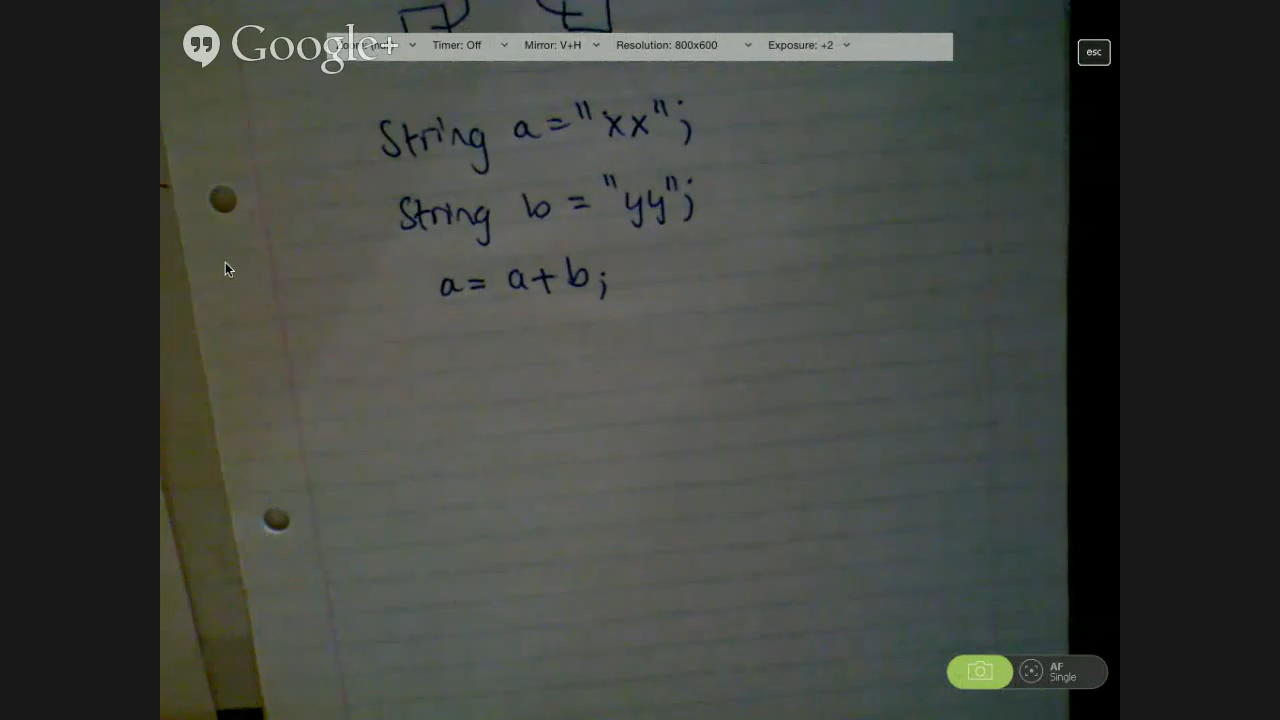 Google+
Timer: Off Mirror: V+H Resolution: 800x600 Exposure: +2
esc
String a = "xx";
String b = "yy";
a = a + b;
AF
Single